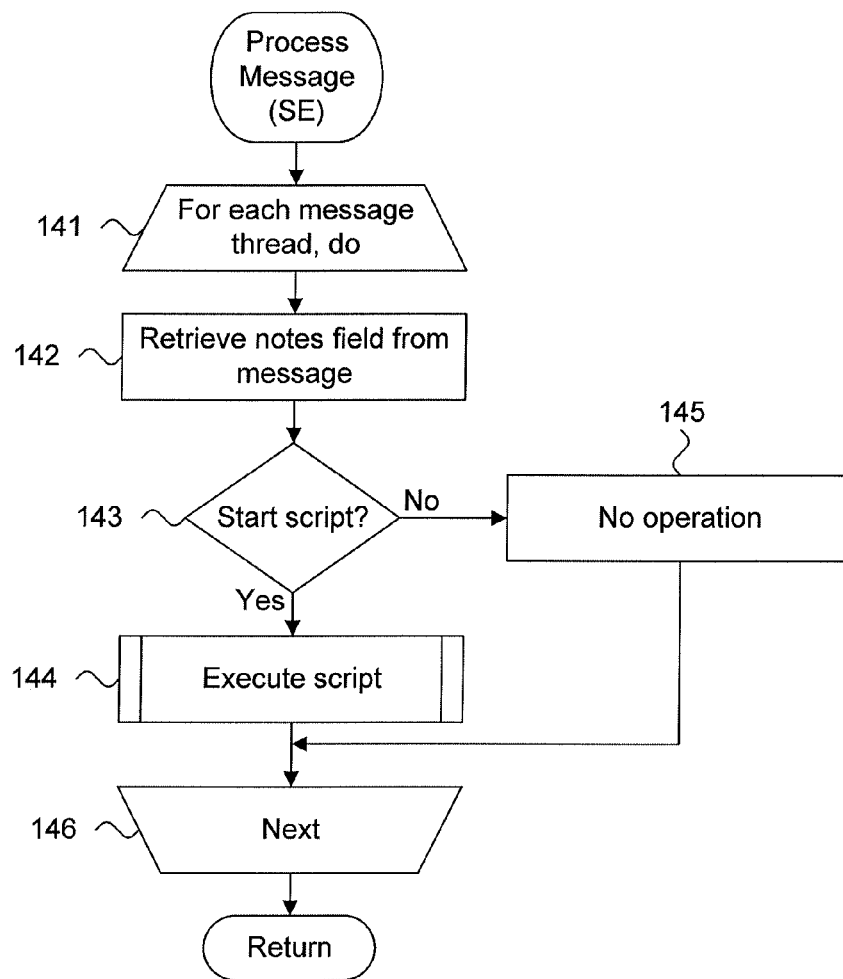 Process
Message
(SE)
141
For each message
thread, do
142
Retrieve notes field from
message
143
Start script?
No
145
No operation
Yes
144
Execute script
146
Next
Return